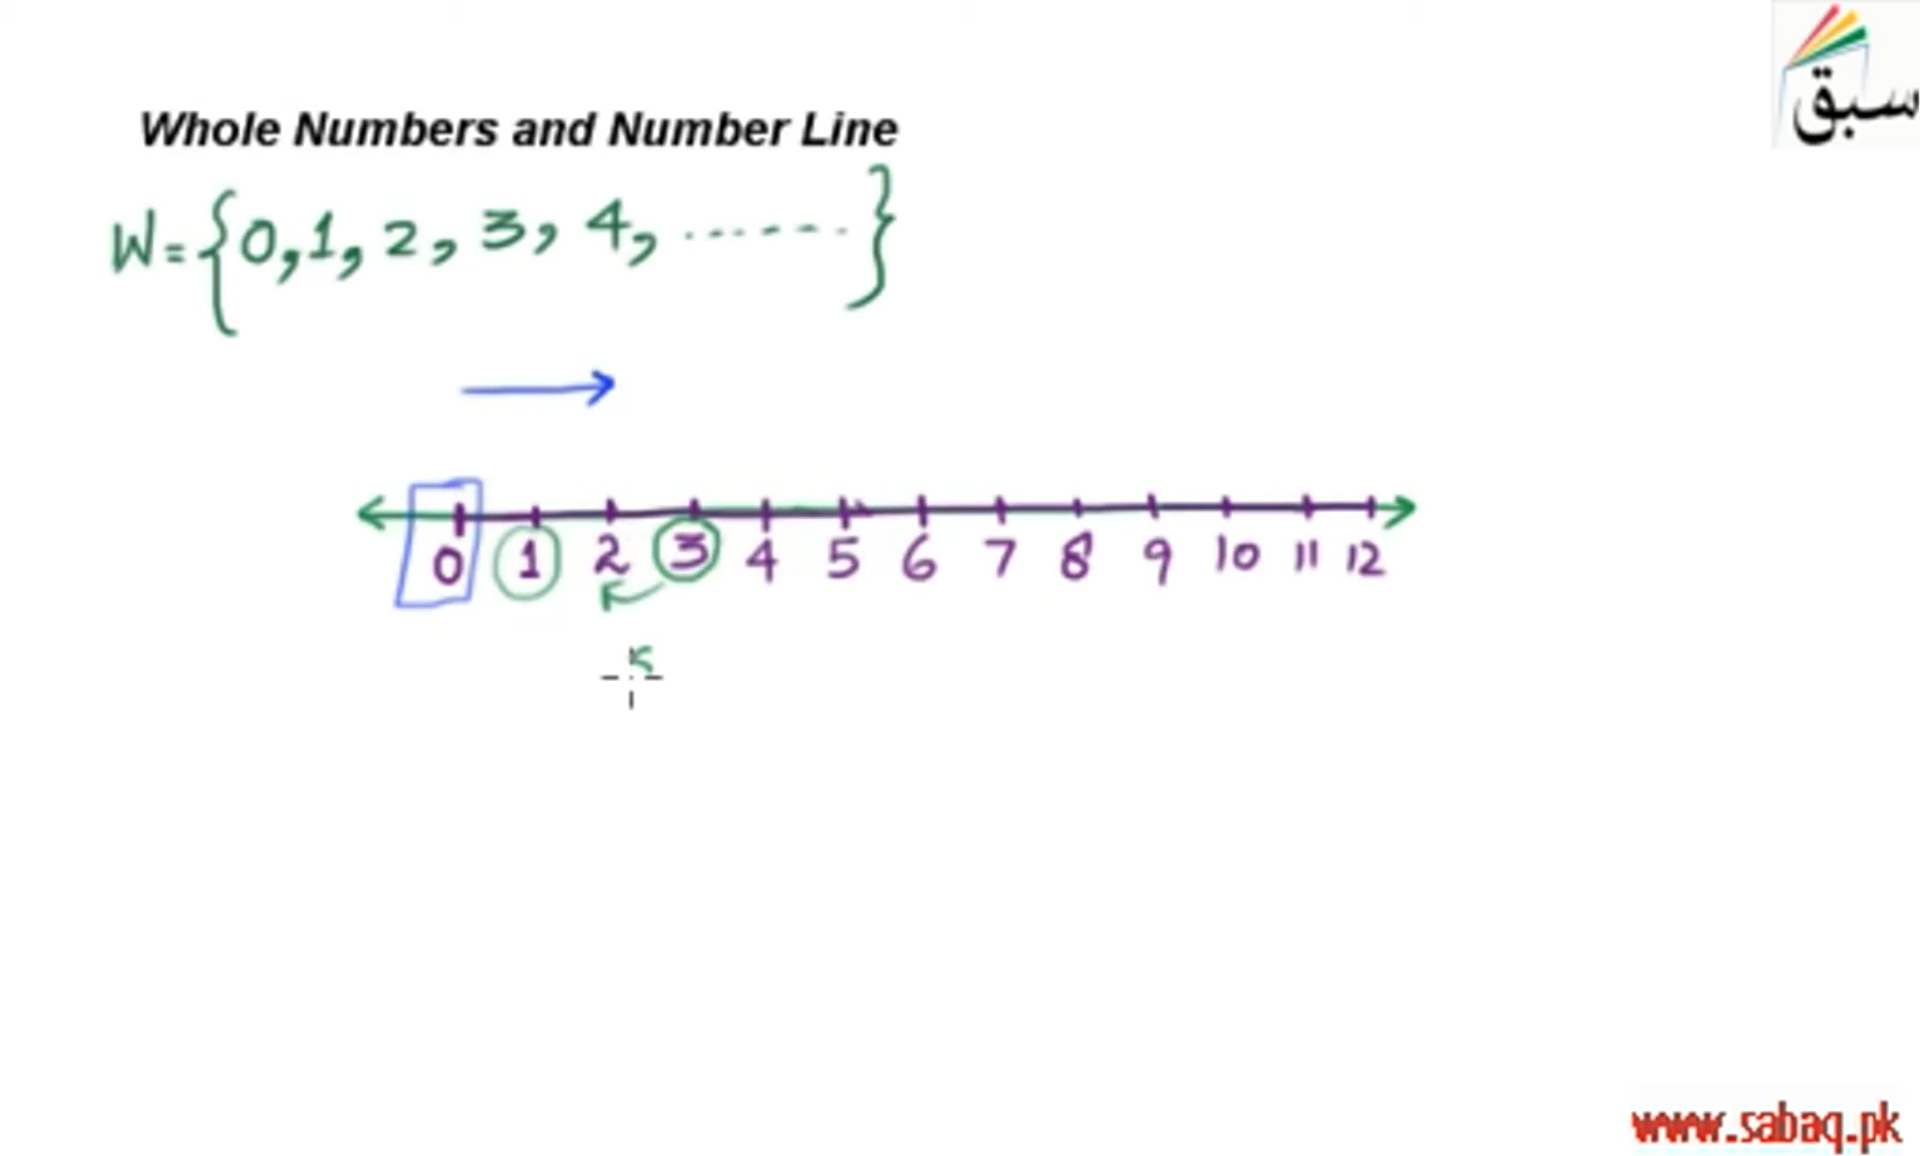 سبق
Whole Numbers and Number Line
W={0,1,2,3,4,.......}
0 1 2 3 4 5 6 7 8 9 10 11 12
www.sabaq.pk